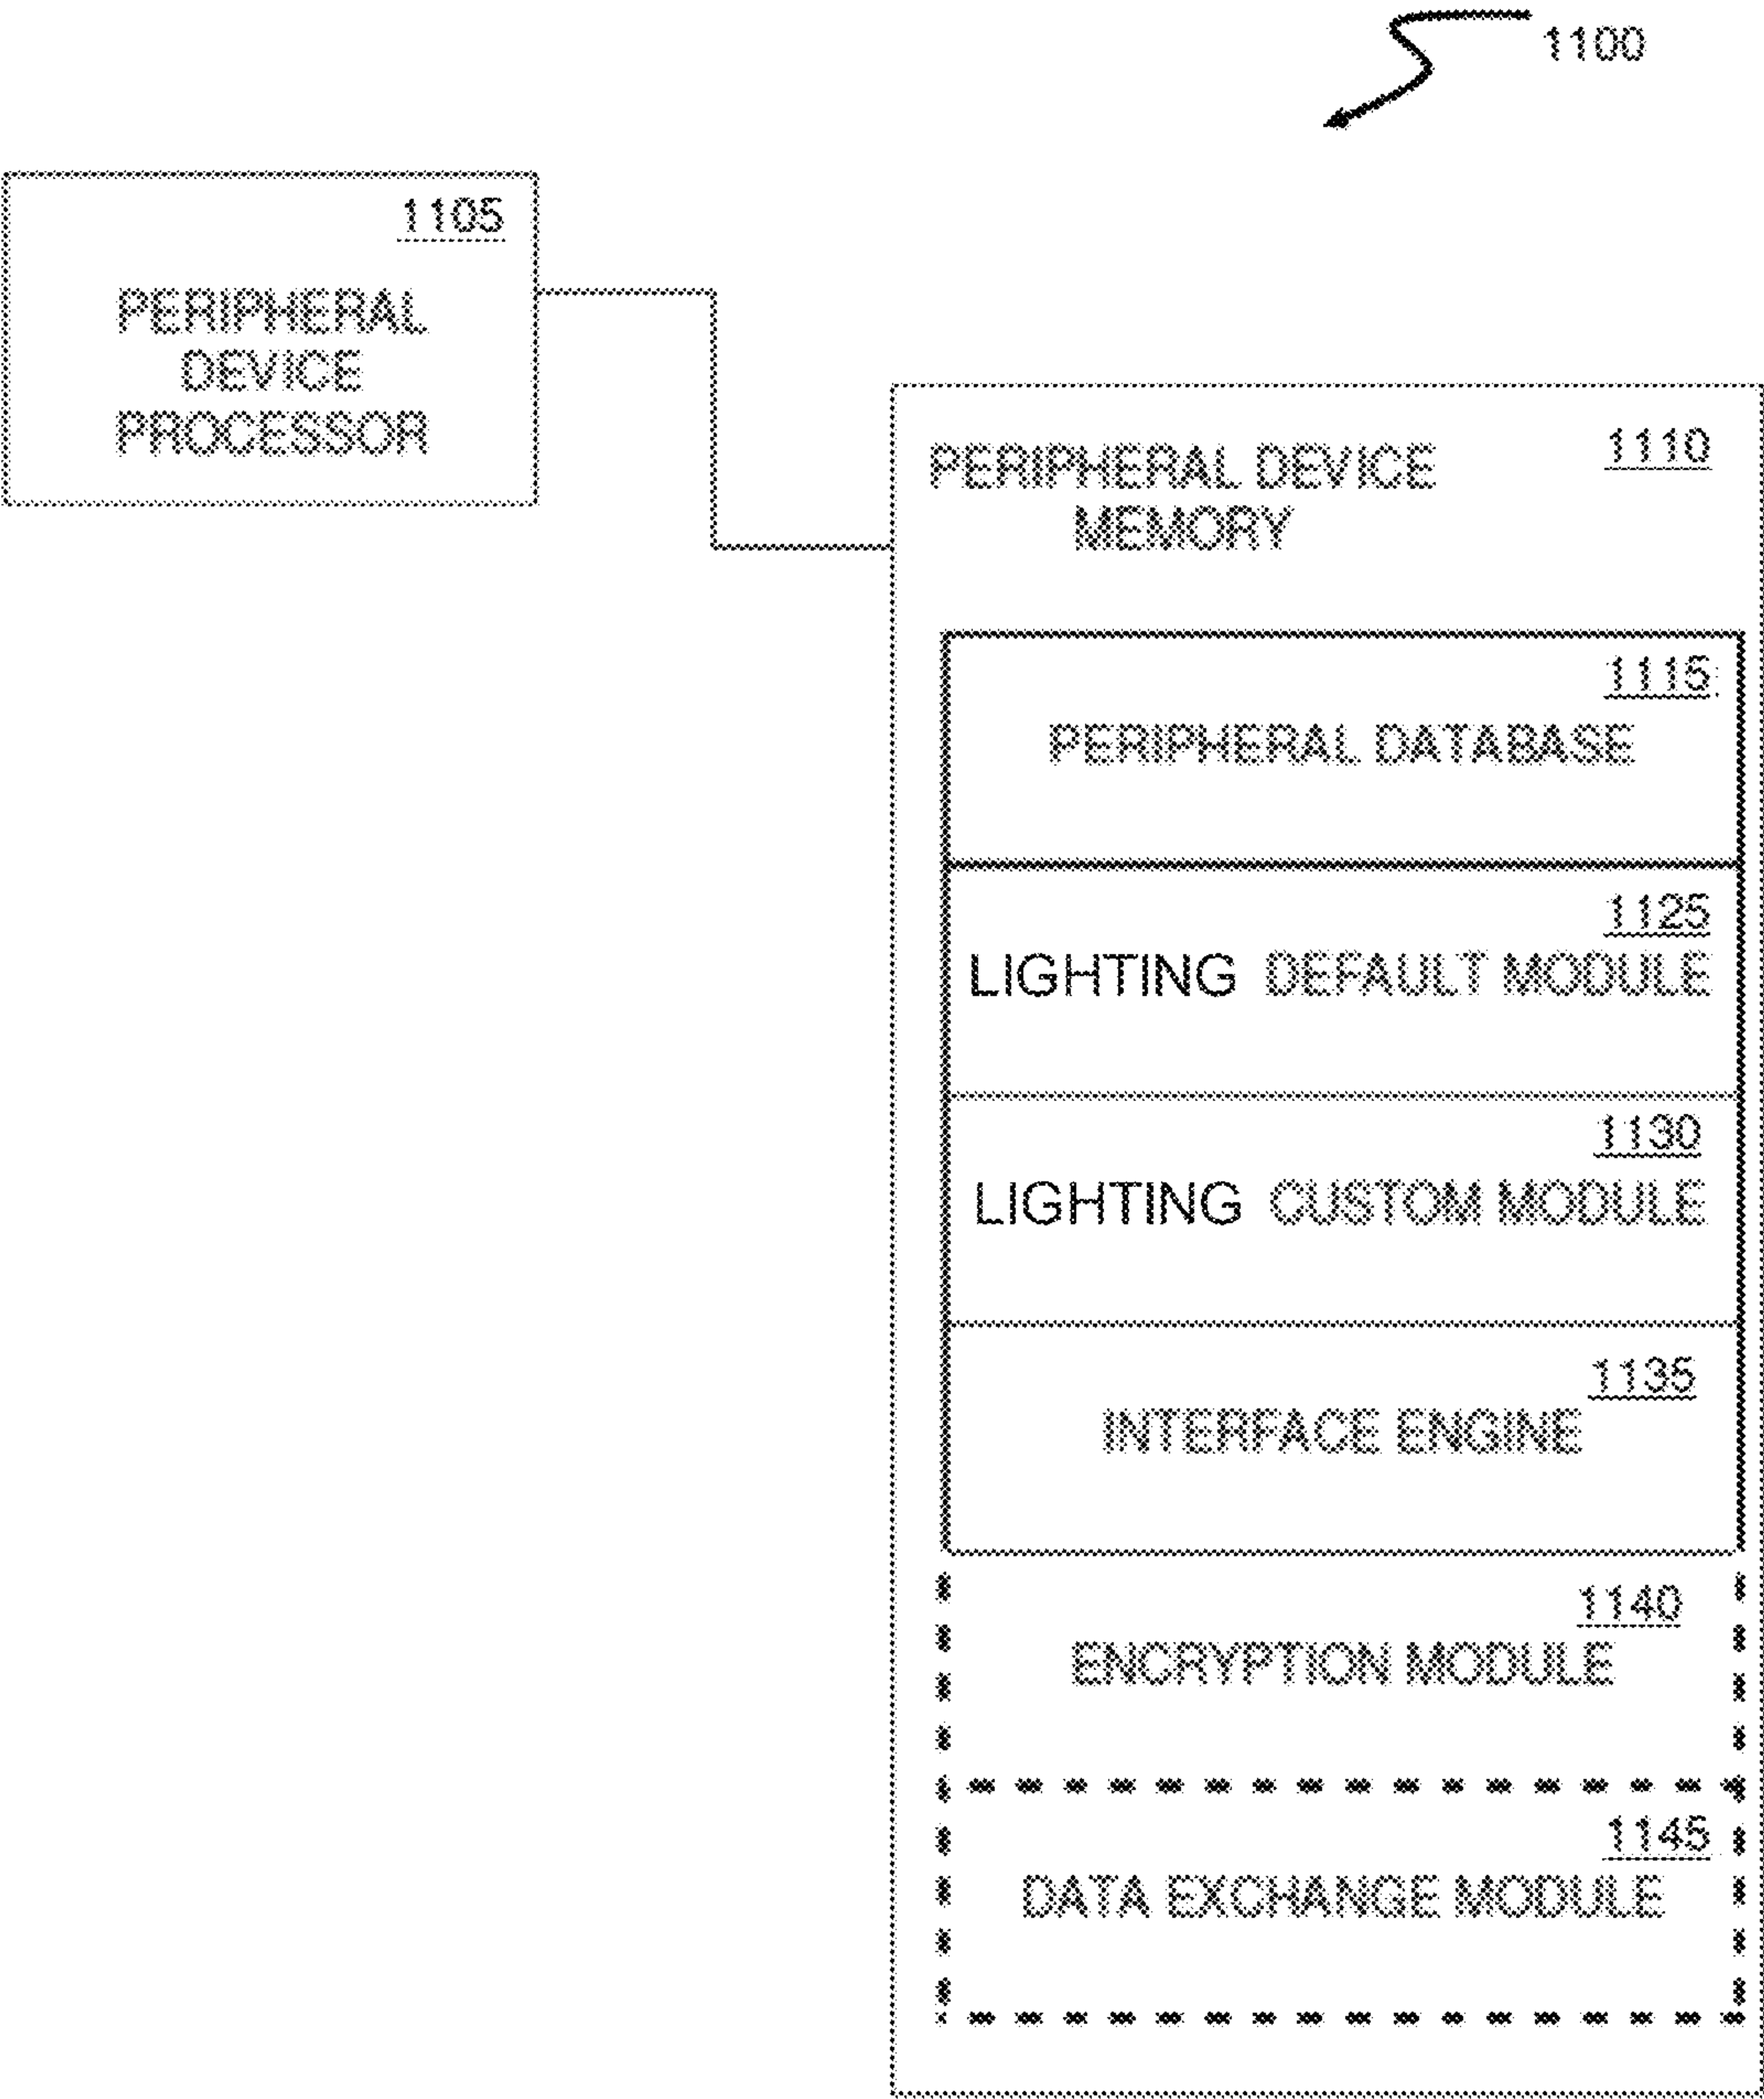 1100
1105
PERIPHERAL
DEVICE
PROCESSOR
1110
PERIPHERAL DEVICE
MEMORY
1115
PERIPHERAL DATABASE
1125
LIGHTING DEFAULT MODULE
1130
LIGHTING CUSTOM MODULE
1135
INTERFACE ENGINE
1140
ENCRYPTION MODULE
1145
DATA EXCHANGE MODULE